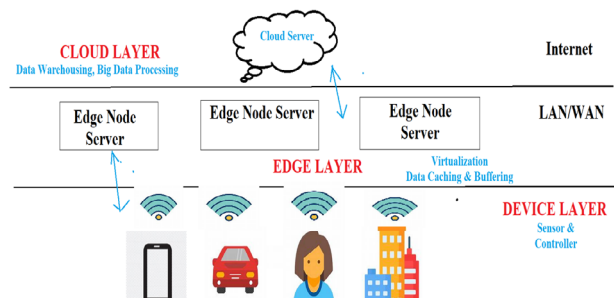 CLOUD LAYER
Data Warchousing, Big Data Processing
Cloud Server
Internet
Edge Node
Server
Edge Node Server
Edge Node
Server
LAN/WAN
EDGE LAYER
Virtualization
Data Caching & Buffering
DEVICE LAYER
Sensor &
Controller